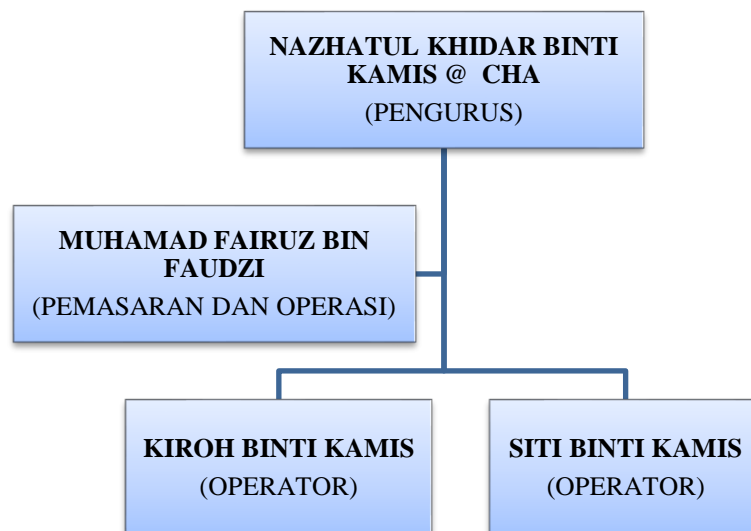 NAZHATUL KHIDAR BINTI
KAMIS @ CHA
(PENGURUS)
MUHAMAD FAIRUZ BIN
FAUDZI
(PEMASARAN DAN OPERASI)
KIROH BINTI KAMIS
(OPERATOR)
SITI BINTI KAMIS
(OPERATOR)